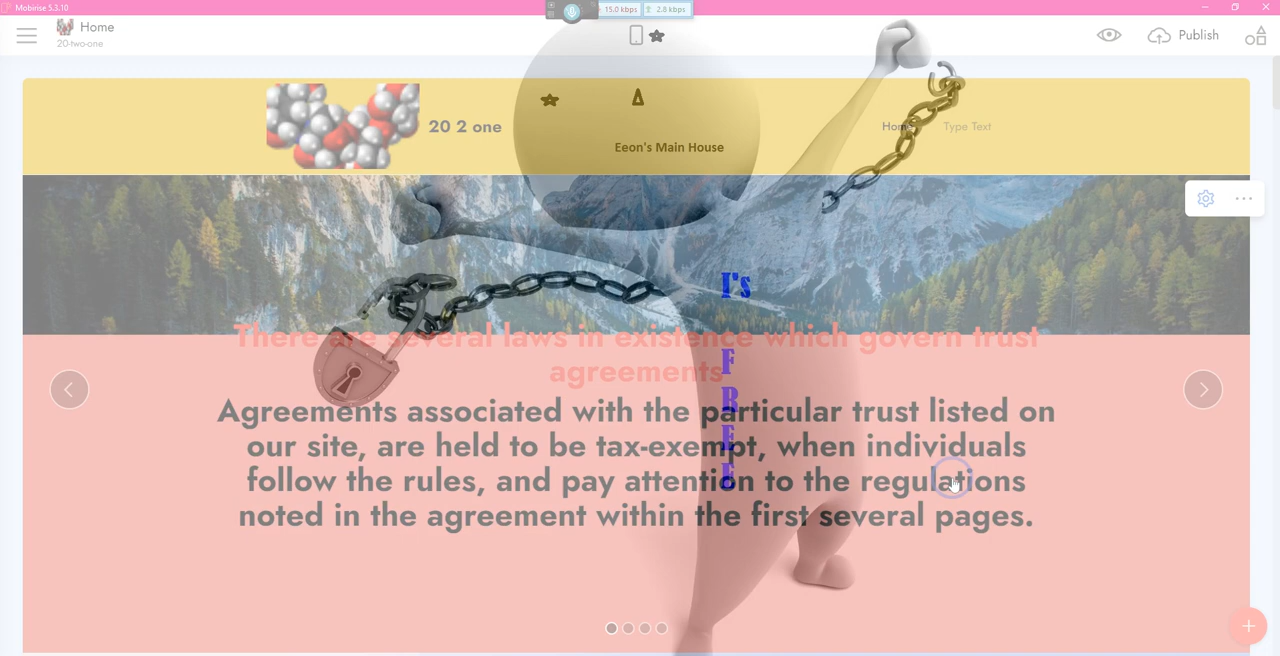 Mobirise 5.3.10
15.0 kbps
2.8 kbps
Home
20-two-one
Publish
20 2 one
Eeon's Main House
Home
Type Text
I's
F
R
E
E
There are several laws in existence which govern trust
agreements
Agreements associated with the particular trust listed on
our site, are held to be tax-exempt, when individuals
follow the rules, and pay attention to the regulations
noted in the agreement within the first several pages.